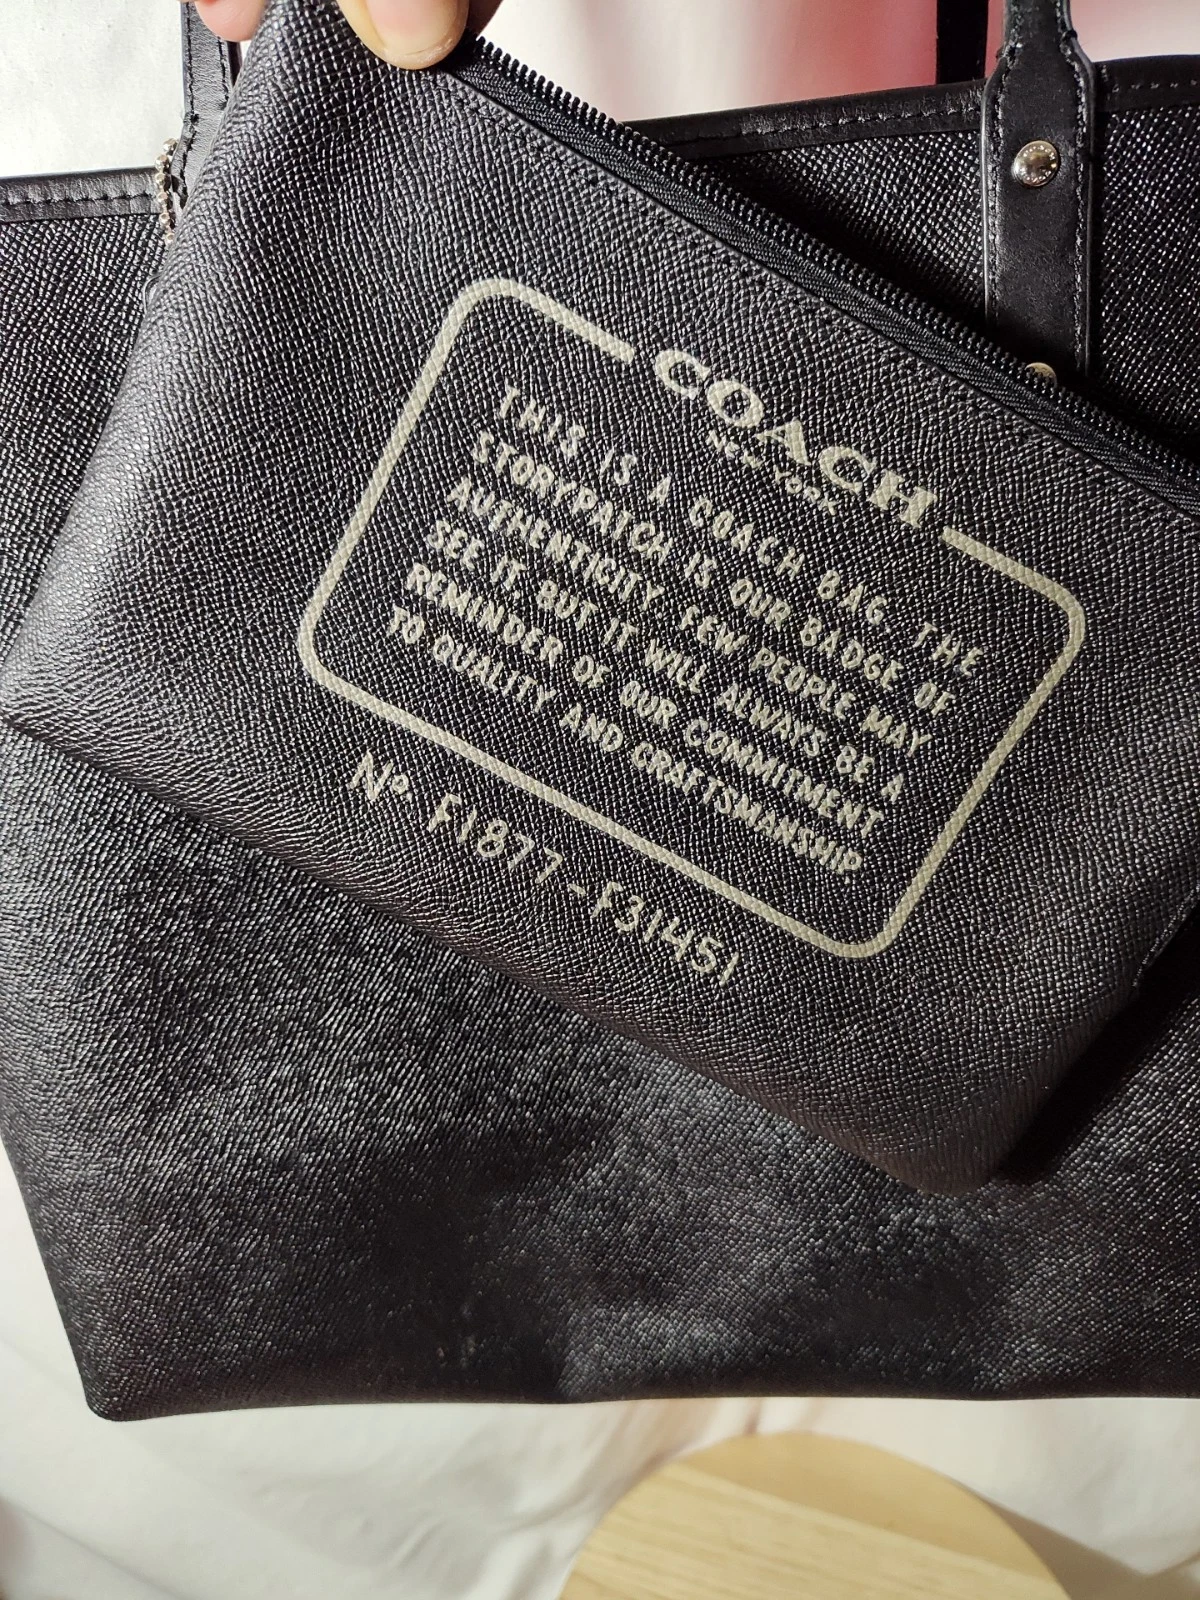 COACH
NEW YORK
THIS IS A COACH BAG. THE
STORYPATCH IS OUR BADGE OF
AUTHENTICITY. FEW PEOPLE MAY
SEE IT, BUT IT WILL ALWAYS BE A
REMINDER OF OUR COMMITMENT
TO QUALITY AND CRAFTSMANSHIP.
Nº F1877-F31451